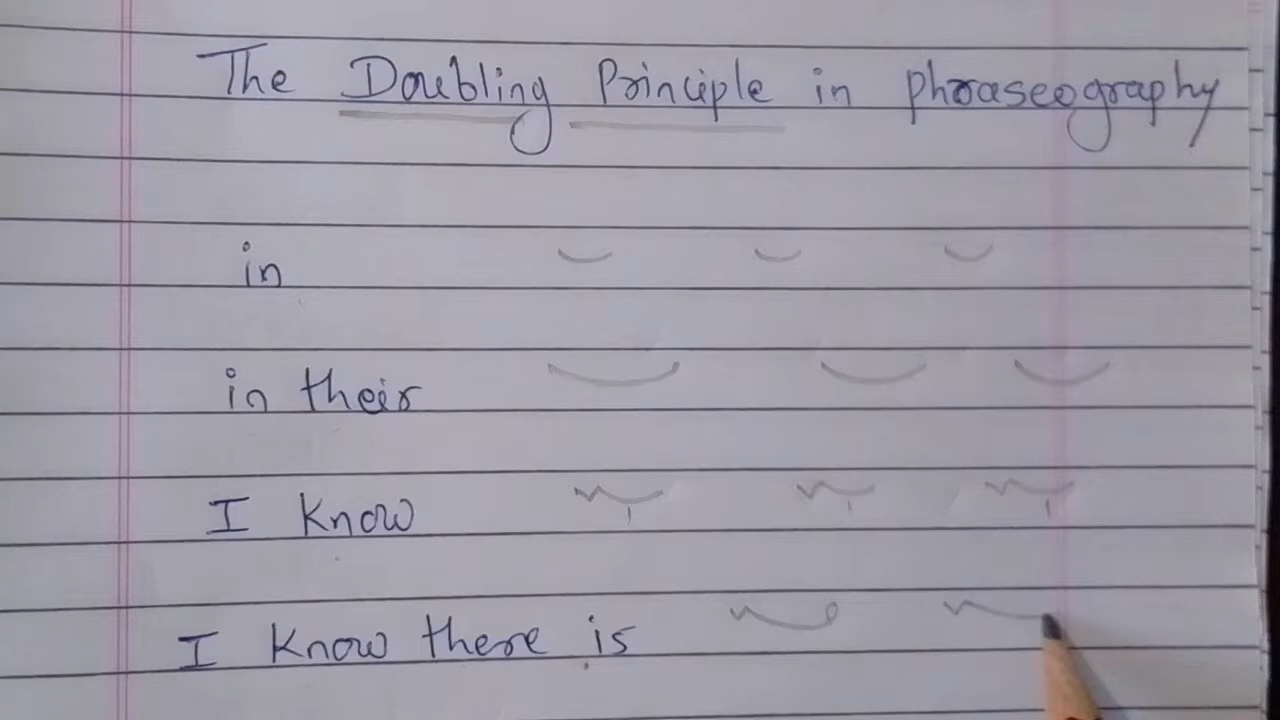 The Doubling Principle in phraseography
in
in their
I know
I know there is